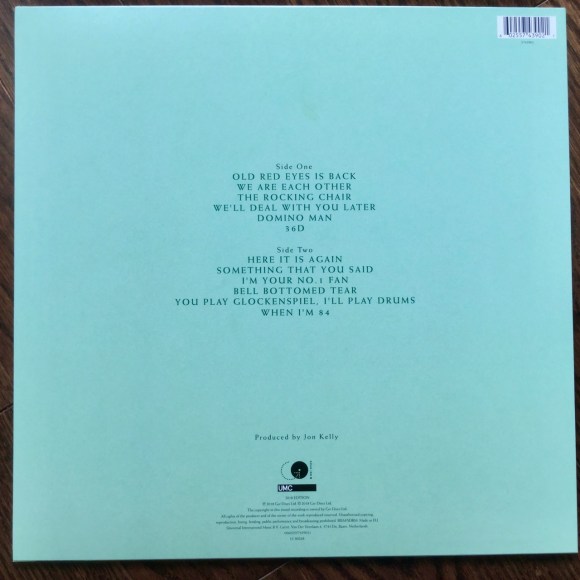 Side One
OLD RED EYES IS BACK
WE ARE EACH OTHER
THE ROCKING CHAIR
WE'LL DEAL WITH YOU LATER
DOMINO MAN
36D
Side Two
HERE IT IS AGAIN
SOMETHING THAT YOU SAID
I'M YOUR NO.1 FAN
BELL BOTTOMED TEAR
YOU PLAY GLOCKENSPIEL, I'LL PLAY DRUMS
WHEN I'M 84
Produced by Jon Kelly
UMC